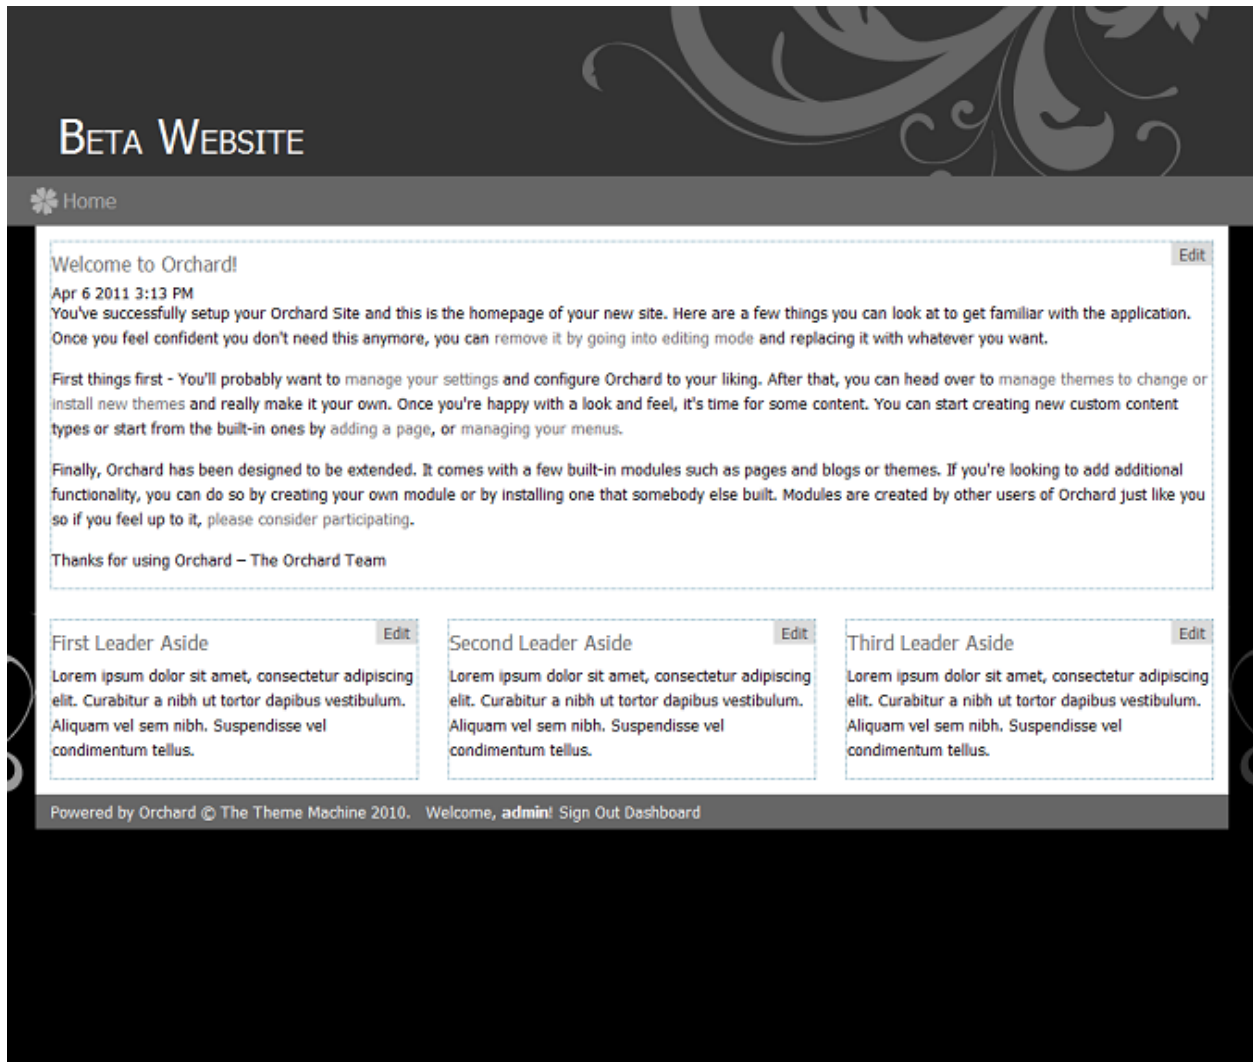 Beta Website
Home
Edit
Welcome to Orchard!
Apr 6 2011 3:13 PM
You've successfully setup your Orchard Site and this is the homepage of your new site. Here are a few things you can look at to get familiar with the application.
Once you feel confident you don't need this anymore, you can remove it by going into editing mode and replacing it with whatever you want.
First things first - You'll probably want to manage your settings and configure Orchard to your liking. After that, you can head over to manage themes to change or
install new themes and really make it your own. Once you're happy with a look and feel, it's time for some content. You can start creating new custom content
types or start from the built-in ones by adding a page, or managing your menus.
Finally, Orchard has been designed to be extended. It comes with a few built-in modules such as pages and blogs or themes. If you're looking to add additional
functionality, you can do so by creating your own module or by installing one that somebody else built. Modules are created by other users of Orchard just like you
so if you feel up to it, please consider participating.
Thanks for using Orchard – The Orchard Team
Edit
First Leader Aside
Lorem ipsum dolor sit amet, consectetur adipiscing
elit. Curabitur a nibh ut tortor dapibus vestibulum.
Aliquam vel sem nibh. Suspendisse vel
condimentum tellus.
Edit
Second Leader Aside
Lorem ipsum dolor sit amet, consectetur adipiscing
elit. Curabitur a nibh ut tortor dapibus vestibulum.
Aliquam vel sem nibh. Suspendisse vel
condimentum tellus.
Edit
Third Leader Aside
Lorem ipsum dolor sit amet, consectetur adipiscing
elit. Curabitur a nibh ut tortor dapibus vestibulum.
Aliquam vel sem nibh. Suspendisse vel
condimentum tellus.
Powered by Orchard © The Theme Machine 2010. Welcome, admin! Sign Out Dashboard